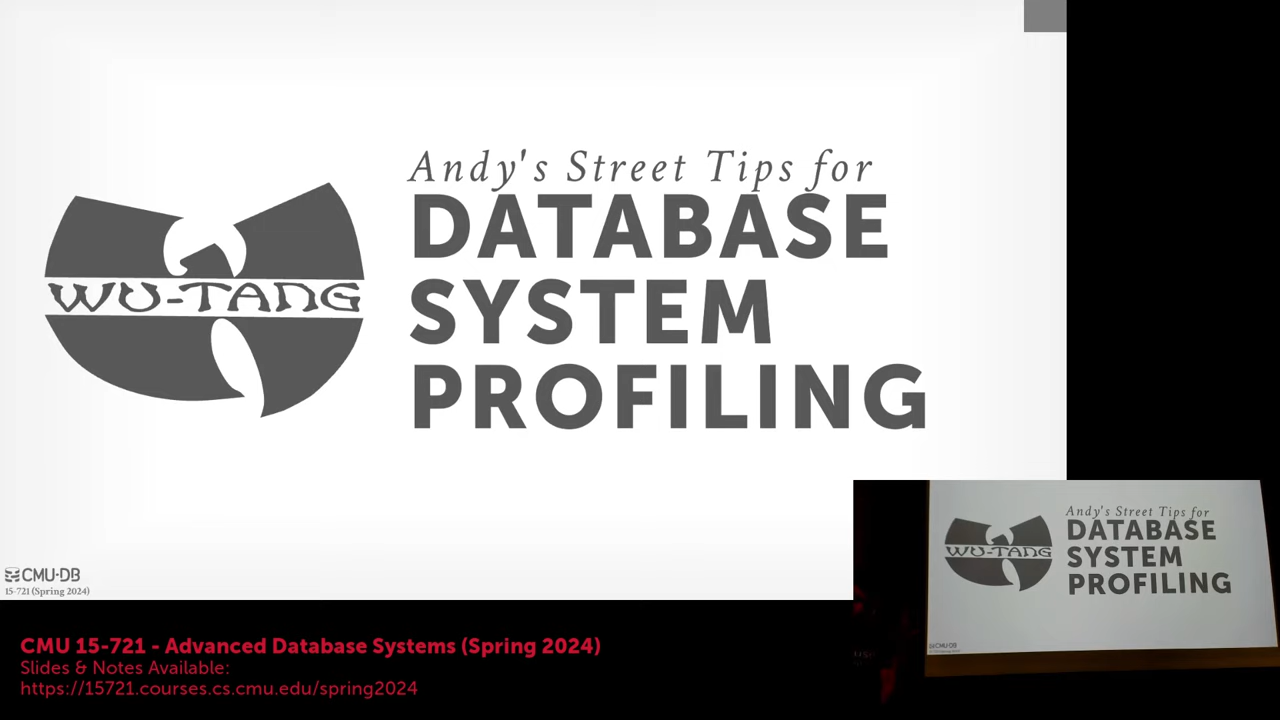 Andy's Street Tips for
DATABASE
SYSTEM
PROFILING
WU-TANG
CMU·DB
15-721 (Spring 2024)
Andy's Street Tips for
DATABASE
SYSTEM
PROFILING
WU-TANG
CMU·DB
CMU 15-721 - Advanced Database Systems (Spring 2024)
Slides & Notes Available:
https://15721.courses.cs.cmu.edu/spring2024